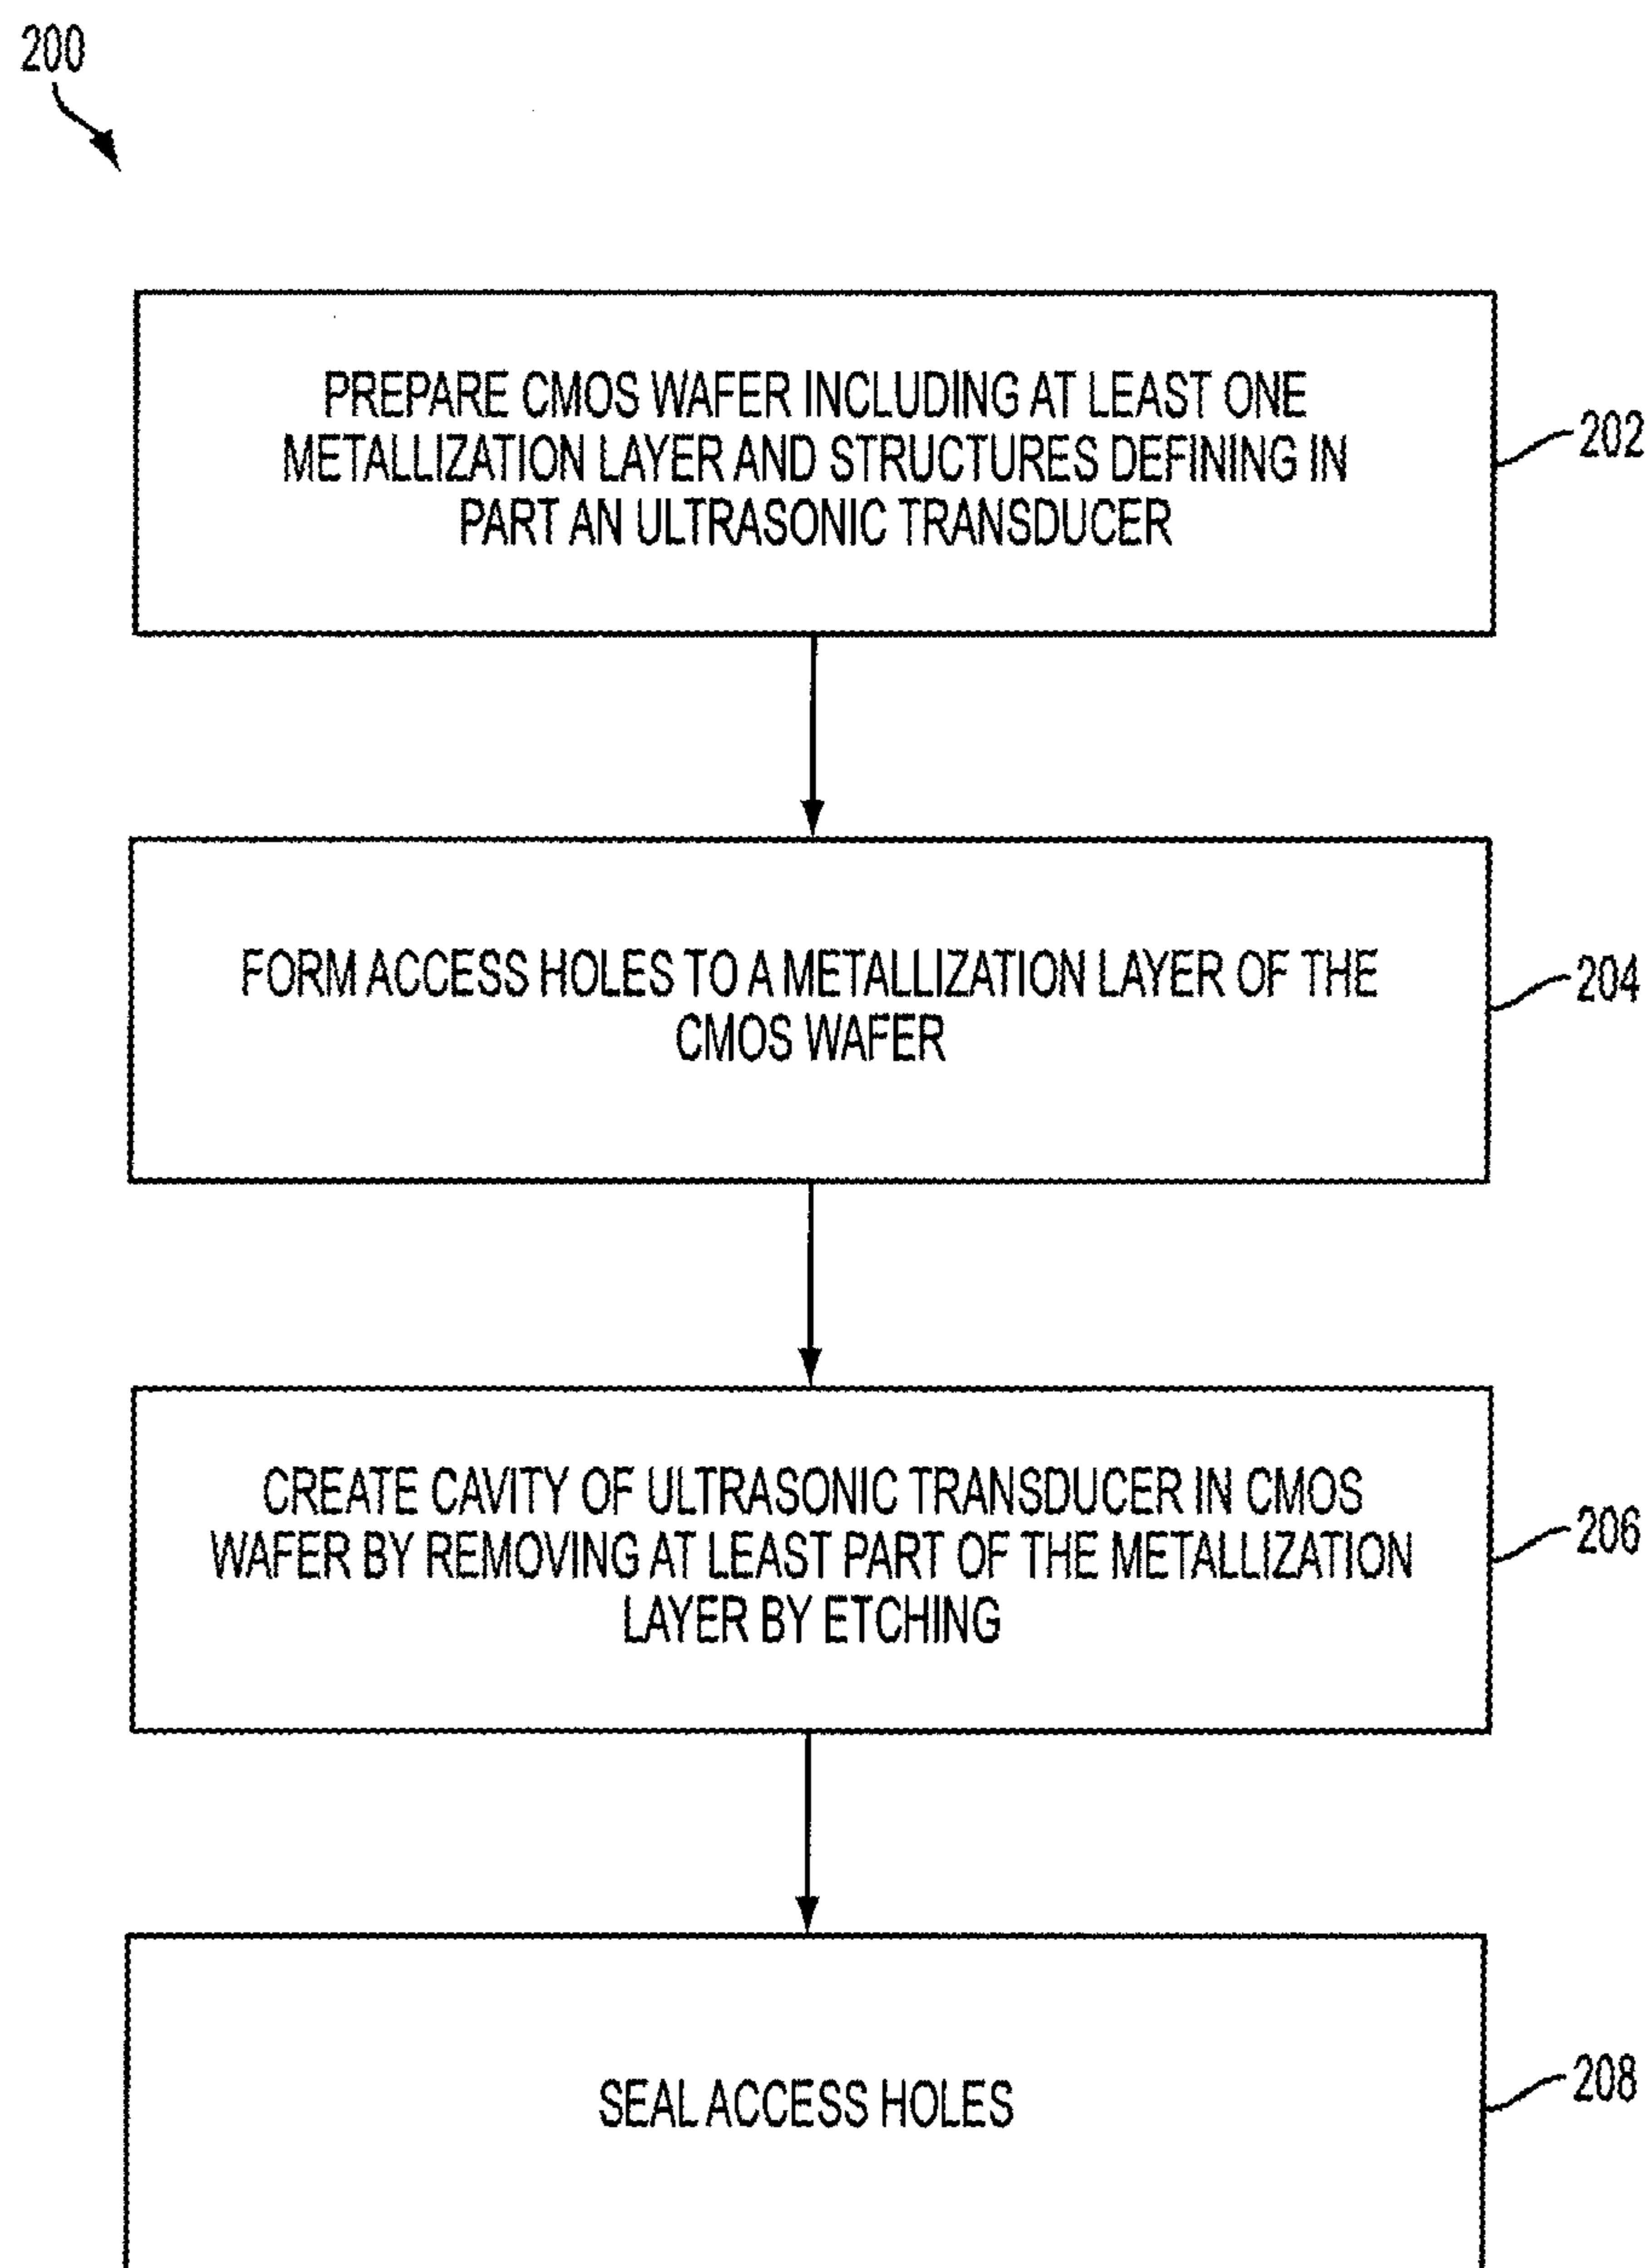 200
PREPARE CMOS WAFER INCLUDING AT LEAST ONE
METALLIZATION LAYER AND STRUCTURES DEFINING IN
PART AN ULTRASONIC TRANSDUCER
202
FORM ACCESS HOLES TO A METALLIZATION LAYER OF THE
CMOS WAFER
204
CREATE CAVITY OF ULTRASONIC TRANSDUCER IN CMOS
WAFER BY REMOVING AT LEAST PART OF THE METALLIZATION
LAYER BY ETCHING
206
SEAL ACCESS HOLES
208